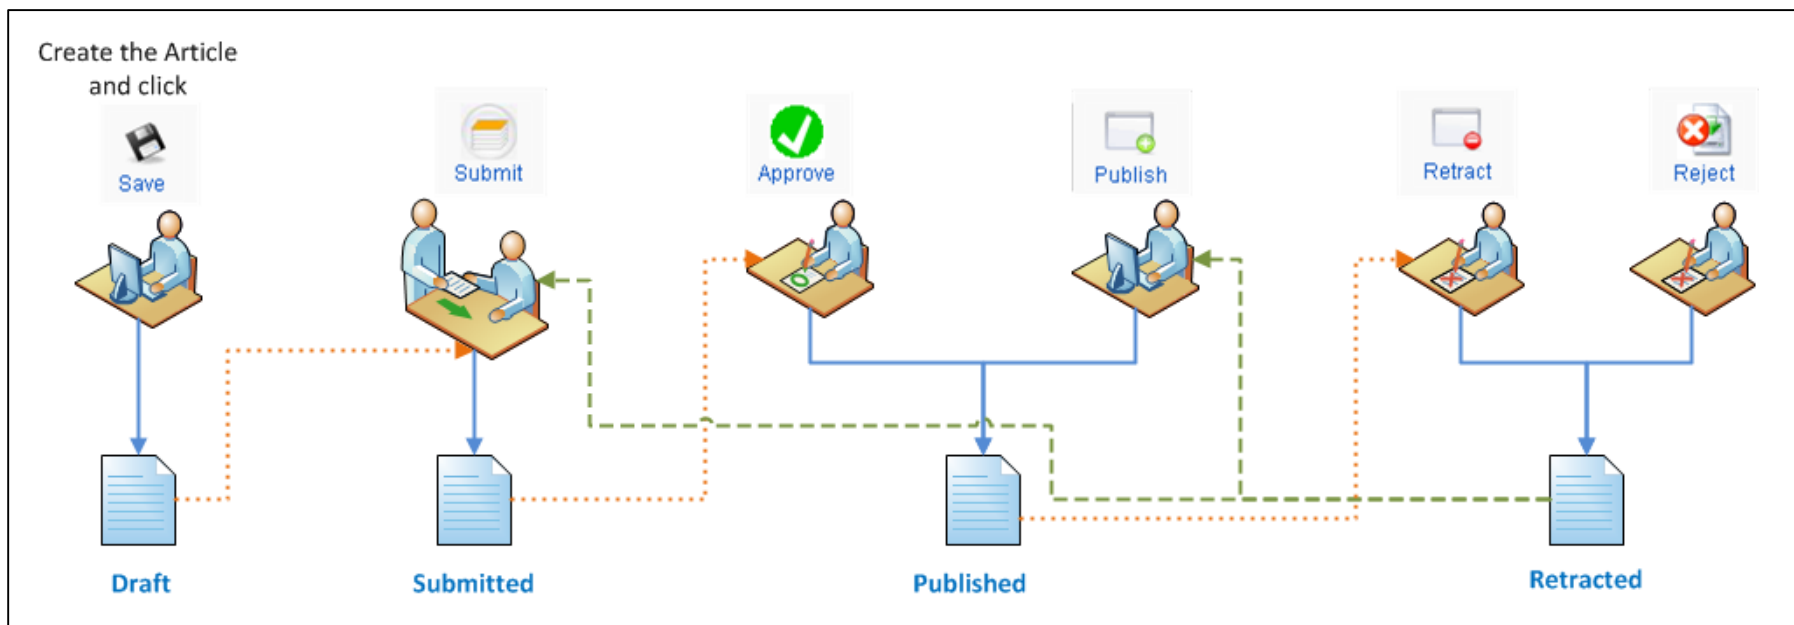 Create the Article
and click
Save
Submit
Approve
Publish
Retract
Reject
Draft
Submitted
Published
Retracted